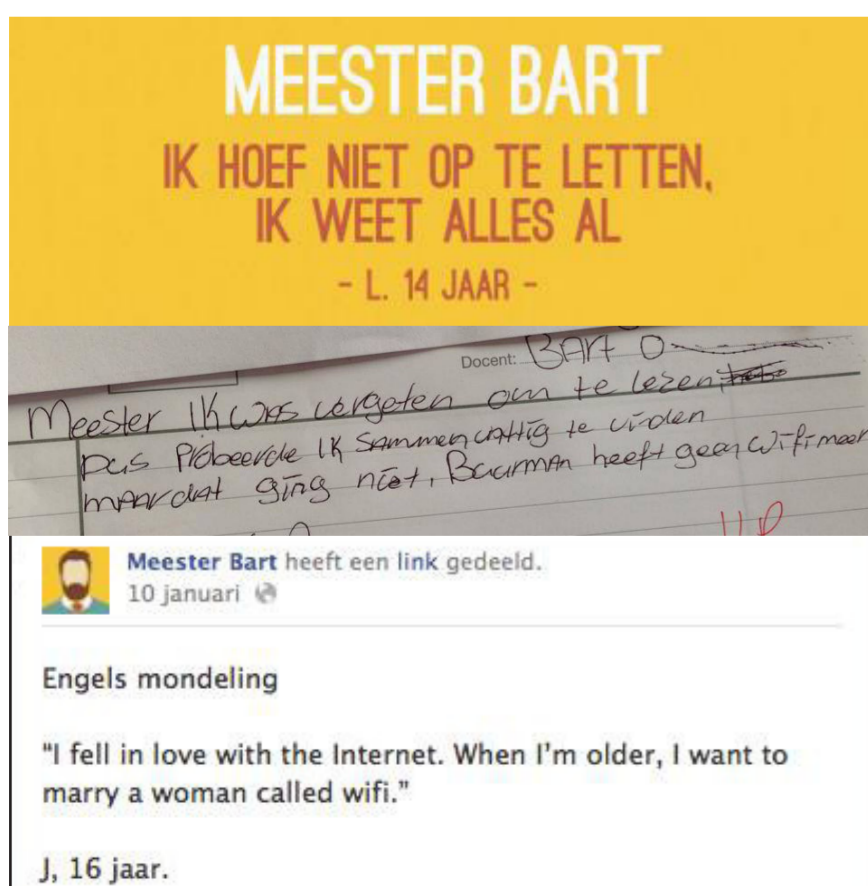 MEESTER BART
IK HOEF NIET OP TE LETTEN,
IK WEET ALLES AL
- L. 14 JAAR -
Docent: BART O
Meester Ik was vergeten om te lezen,
Dus Probeerde Ik Sammenvattig te vinden
maar dat ging niet, Buurman heeft geen wifi meer
Meester Bart heeft een link gedeeld.
10 januari
Engels mondeling
"I fell in love with the Internet. When I'm older, I want to
marry a woman called wifi."
J, 16 jaar.